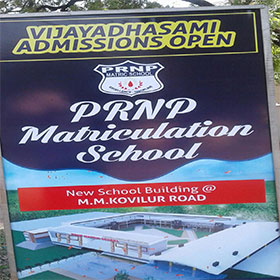 VIJAYADHASAMI
ADMISSIONS OPEN
PRNP
MATRIC SCHOOL
PRNP
Matriculation
School
New School Building @
M.M.KOVILUR ROAD